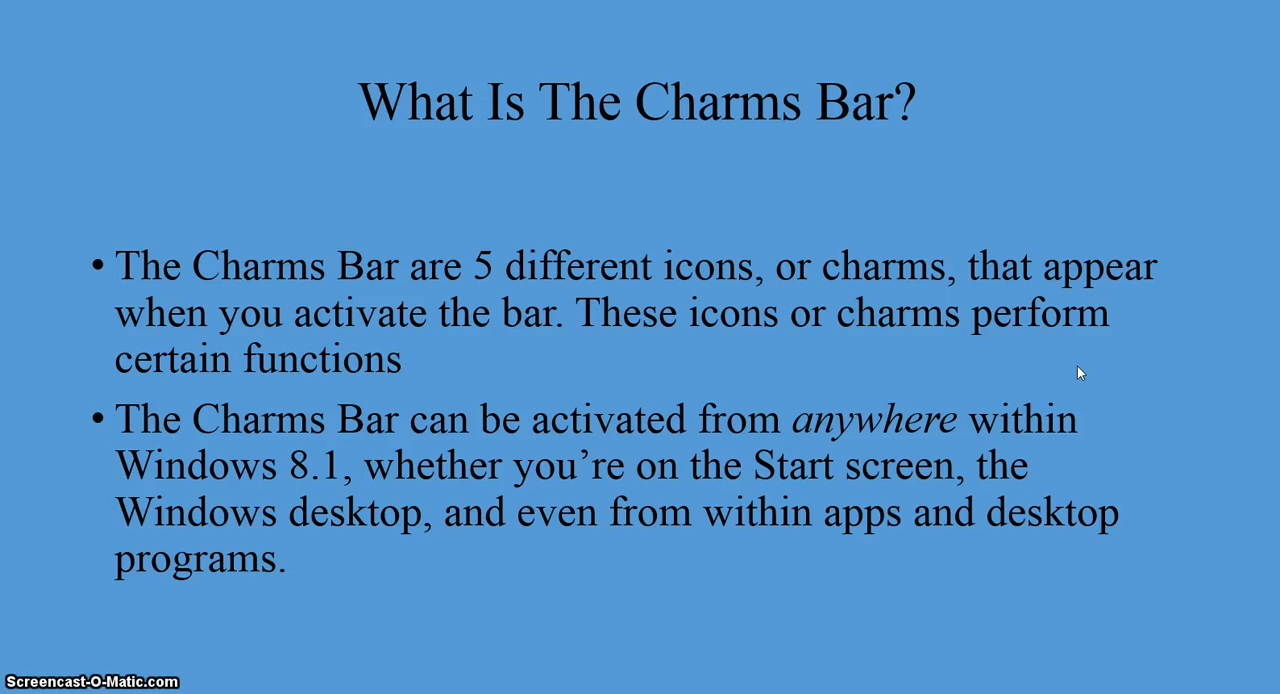 What Is The Charms Bar?
• The Charms Bar are 5 different icons, or charms, that appear
when you activate the bar. These icons or charms perform
certain functions
• The Charms Bar can be activated from anywhere within
Windows 8.1, whether you’re on the Start screen, the
Windows desktop, and even from within apps and desktop
programs.
Screencast-O-Matic.com